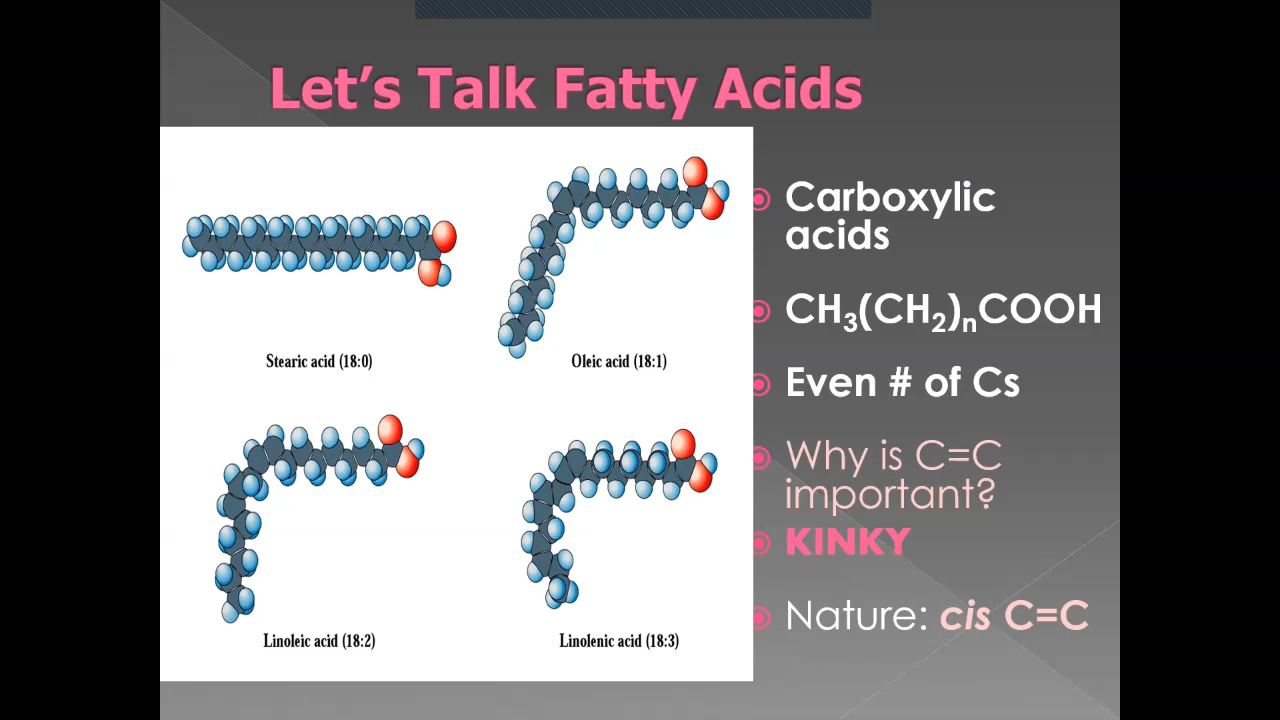 Let's Talk Fatty Acids
Stearic acid (18:0)
Oleic acid (18:1)
Linoleic acid (18:2)
Linolenic acid (18:3)
Carboxylic
acids
CH₃(CH₂)ₙCOOH
Even # of Cs
Why is C=C
important?
KINKY
Nature: cis C=C